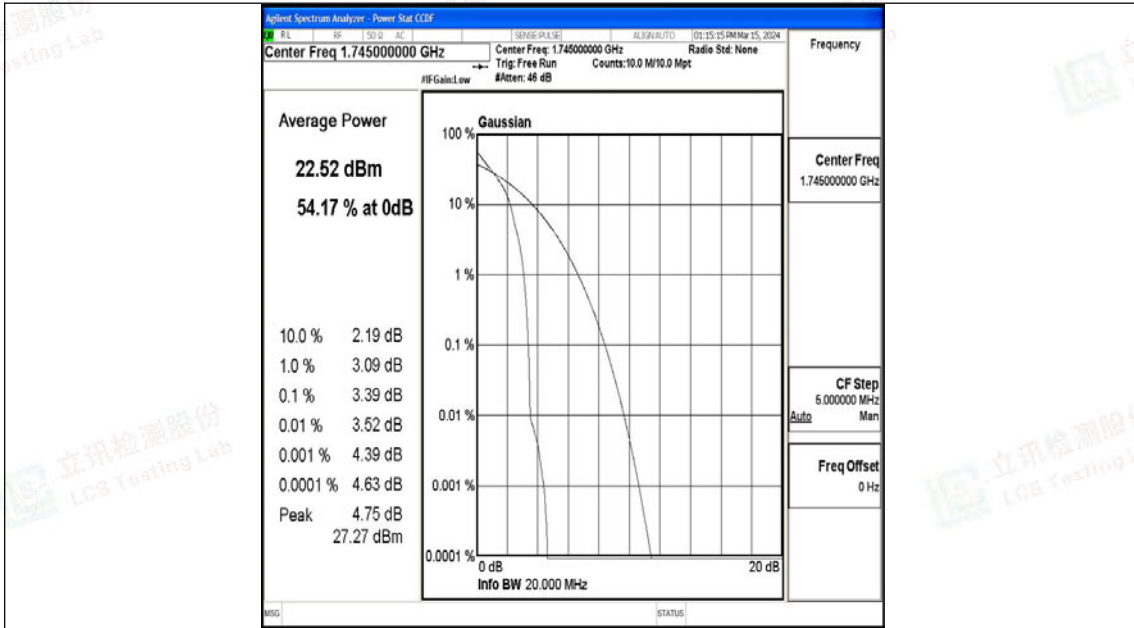 Agilent Spectrum Analyzer - Power Stat CCDF
RL RF 50 Ω AC SENSE:PULSE ALIGNAUTO 01:15:15 PM Mar 15, 2024
Center Freq 1.745000000 GHz
Center Freq: 1.745000000 GHz Radio Std: None
Trig: Free Run Counts:10.0 M/10.0 Mpt
#IFGain:Low #Atten: 46 dB
Frequency
Average Power
22.52 dBm
54.17 % at 0dB
10.0 % 2.19 dB
1.0 % 3.09 dB
0.1 % 3.39 dB
0.01 % 3.52 dB
0.001 % 4.39 dB
0.0001 % 4.63 dB
Peak 4.75 dB
27.27 dBm
Gaussian
100 %
10 %
1 %
0.1 %
0.01 %
0.001 %
0.0001 %
0 dB 20 dB
Info BW 20.000 MHz
Center Freq
1.745000000 GHz
CF Step
5.000000 MHz
Auto Man
Freq Offset
0 Hz
MSG STATUS
立讯检测股份
LCS Testing Lab